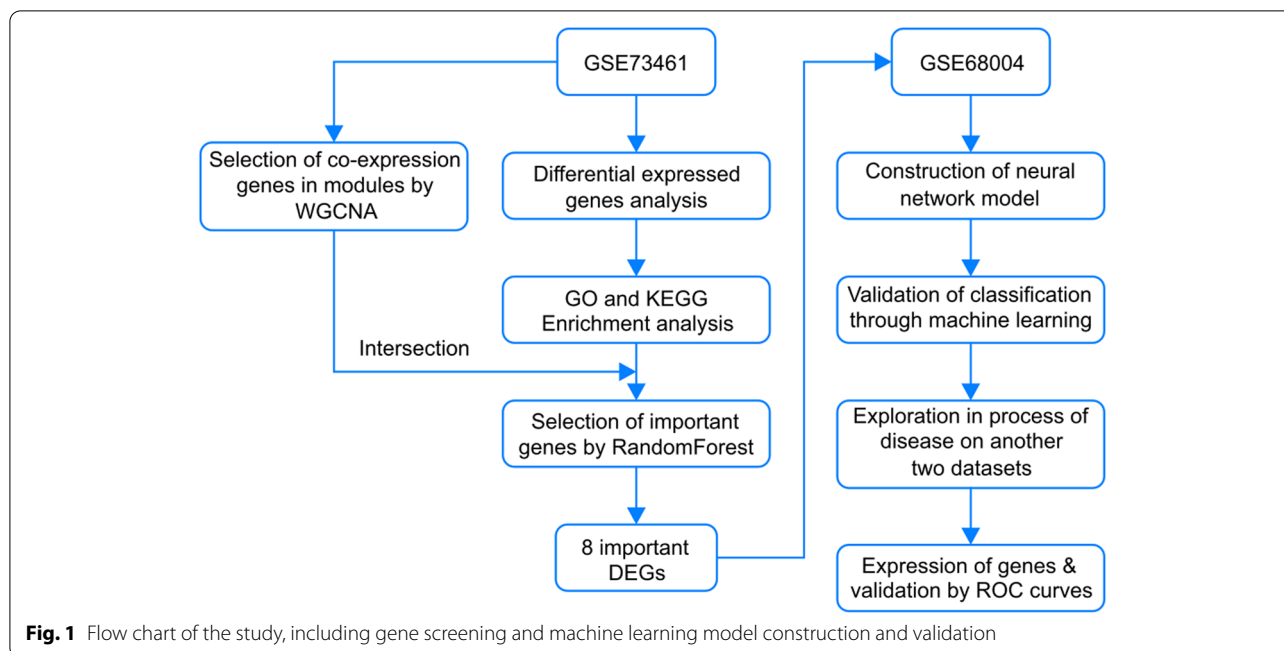 GSE73461
GSE68004
Selection of co-expression
genes in modules by
WGCNA
Differential expressed
genes analysis
GO and KEGG
Enrichment analysis
Intersection
Selection of important
genes by RandomForest
8 important
DEGs
Construction of neural
network model
Validation of classification
through machine learning
Exploration in process of
disease on another
two datasets
Expression of genes &
validation by ROC curves
Fig. 1 Flow chart of the study, including gene screening and machine learning model construction and validation